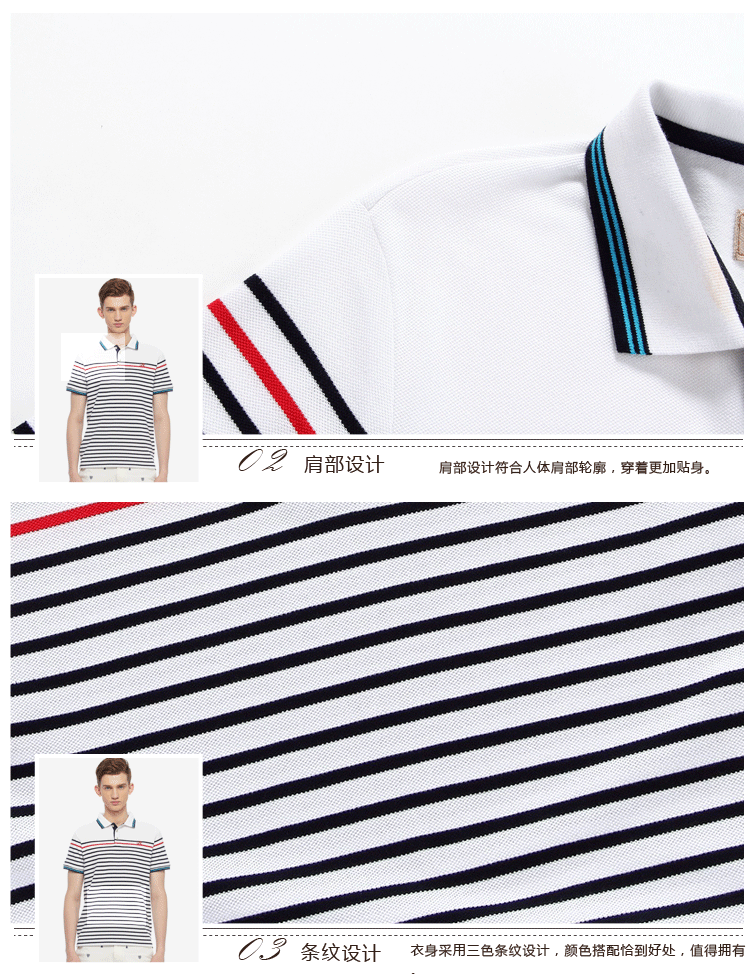 02 肩部设计
肩部设计符合人体肩部轮廓，穿着更加贴身。
03 条纹设计
衣身采用三色条纹设计，颜色搭配恰到好处，值得拥有